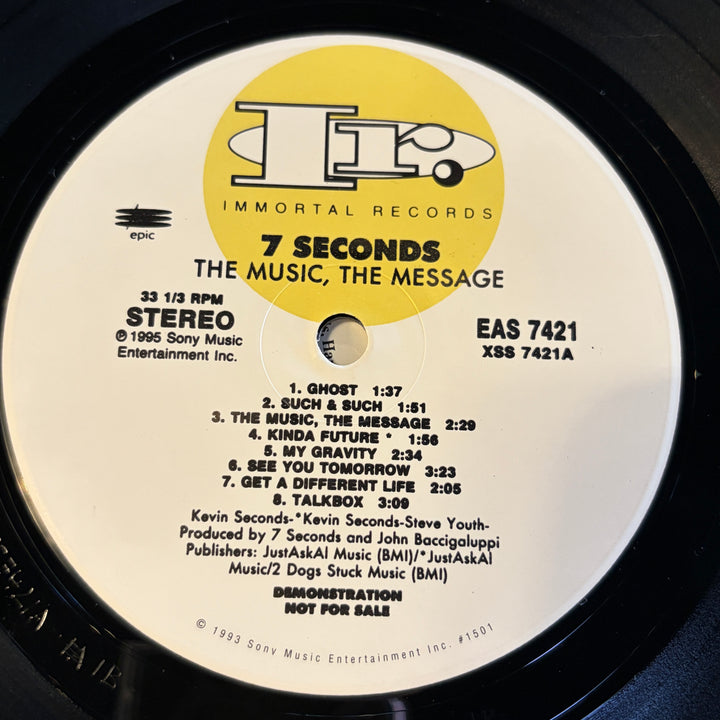 Ir.
IMMORTAL RECORDS
epic
7 SECONDS
THE MUSIC, THE MESSAGE
33 1/3 RPM
STEREO
℗ 1995 Sony Music
Entertainment Inc.
EAS 7421
XSS 7421A
1. GHOST 1:37
2. SUCH & SUCH 1:51
3. THE MUSIC, THE MESSAGE 2:29
4. KINDA FUTURE * 1:56
5. MY GRAVITY 2:34
6. SEE YOU TOMORROW 3:23
7. GET A DIFFERENT LIFE 2:05
8. TALKBOX 3:09
Kevin Seconds-*Kevin Seconds-Steve Youth-
Produced by 7 Seconds and John Baccigaluppi
Publishers: JustAskAl Music (BMI)/*JustAskAl
Music/2 Dogs Stuck Music (BMI)
DEMONSTRATION
NOT FOR SALE
© 1993 Sony Music Entertainment Inc. #1501